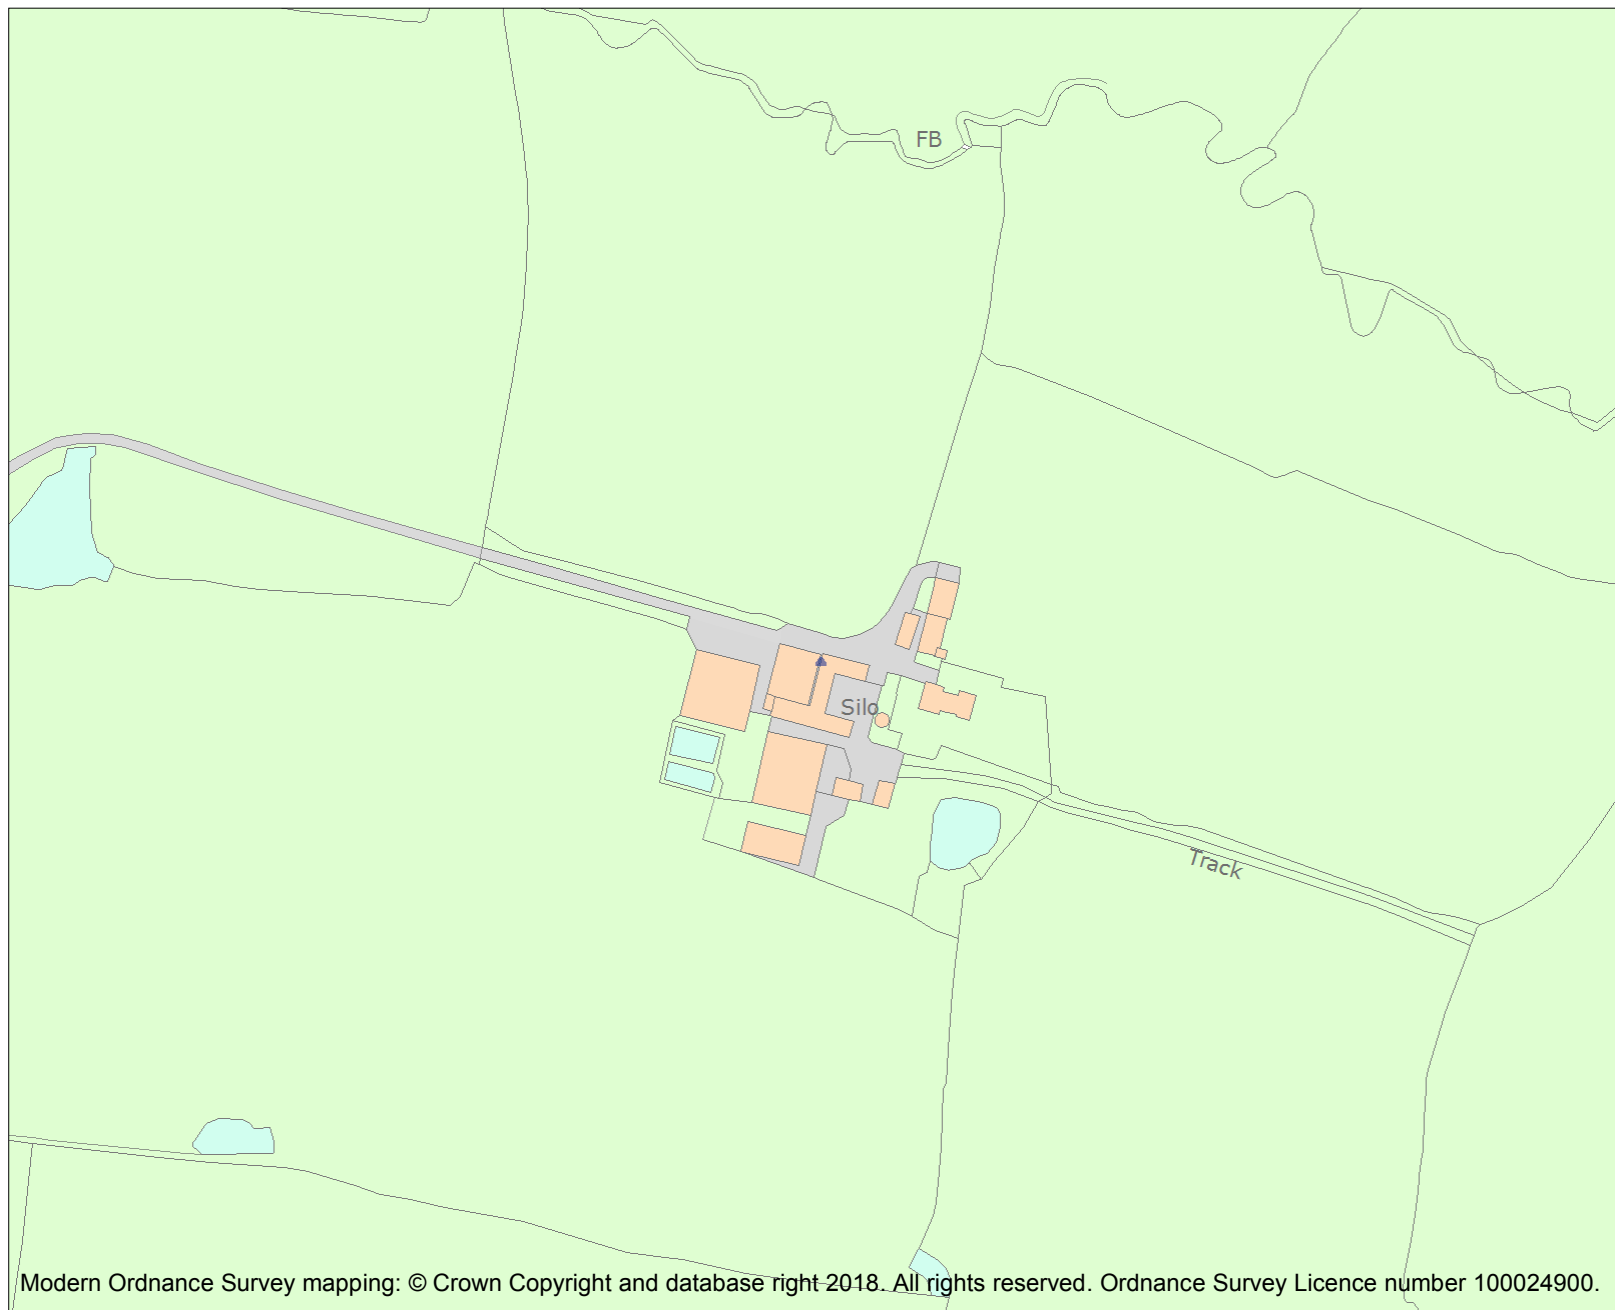 FB
Silo
Track
Modern Ordnance Survey mapping: © Crown Copyright and database right 2018. All rights reserved. Ordnance Survey Licence number 100024900.